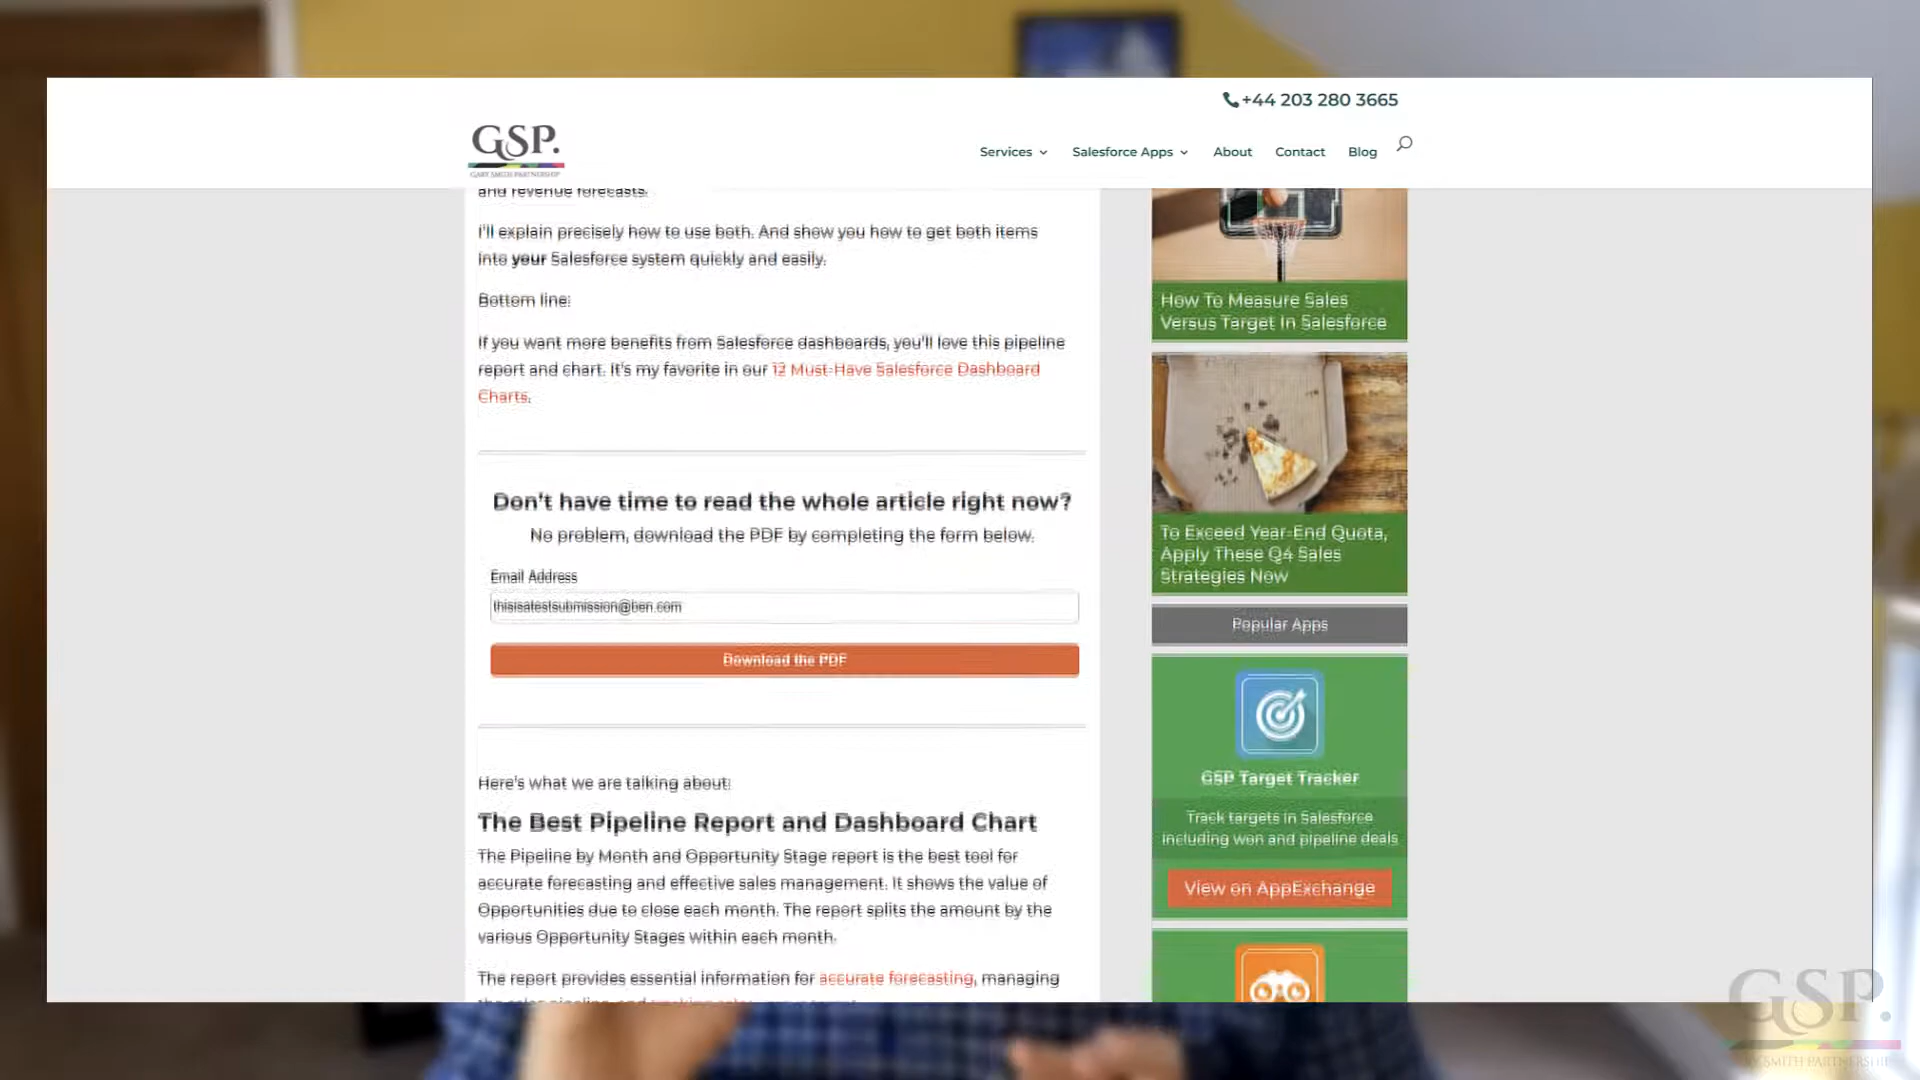 +44 203 280 3665
GSP.
GARY SMITH PARTNERSHIP
Services
Salesforce Apps
About
Contact
Blog
and revenue forecasts.
I'll explain precisely how to use both. And show you how to get both items
into your Salesforce system quickly and easily.
Bottom line:
If you want more benefits from Salesforce dashboards, you'll love this pipeline
report and chart. It's my favorite in our 12 Must-Have Salesforce Dashboard
Charts.
Don't have time to read the whole article right now?
No problem, download the PDF by completing the form below.
Email Address
thisisatestsubmission@ben.com
Download the PDF
Here's what we are talking about:
The Best Pipeline Report and Dashboard Chart
The Pipeline by Month and Opportunity Stage report is the best tool for
accurate forecasting and effective sales management. It shows the value of
Opportunities due to close each month. The report splits the amount by the
various Opportunity Stages within each month.
The report provides essential information for accurate forecasting, managing
How To Measure Sales
Versus Target In Salesforce
To Exceed Year-End Quota,
Apply These Q4 Sales
Strategies Now
Popular Apps
GSP Target Tracker
Track targets in Salesforce
including won and pipeline deals
View on AppExchange
GSP.
SMITH PARTNERSHIP